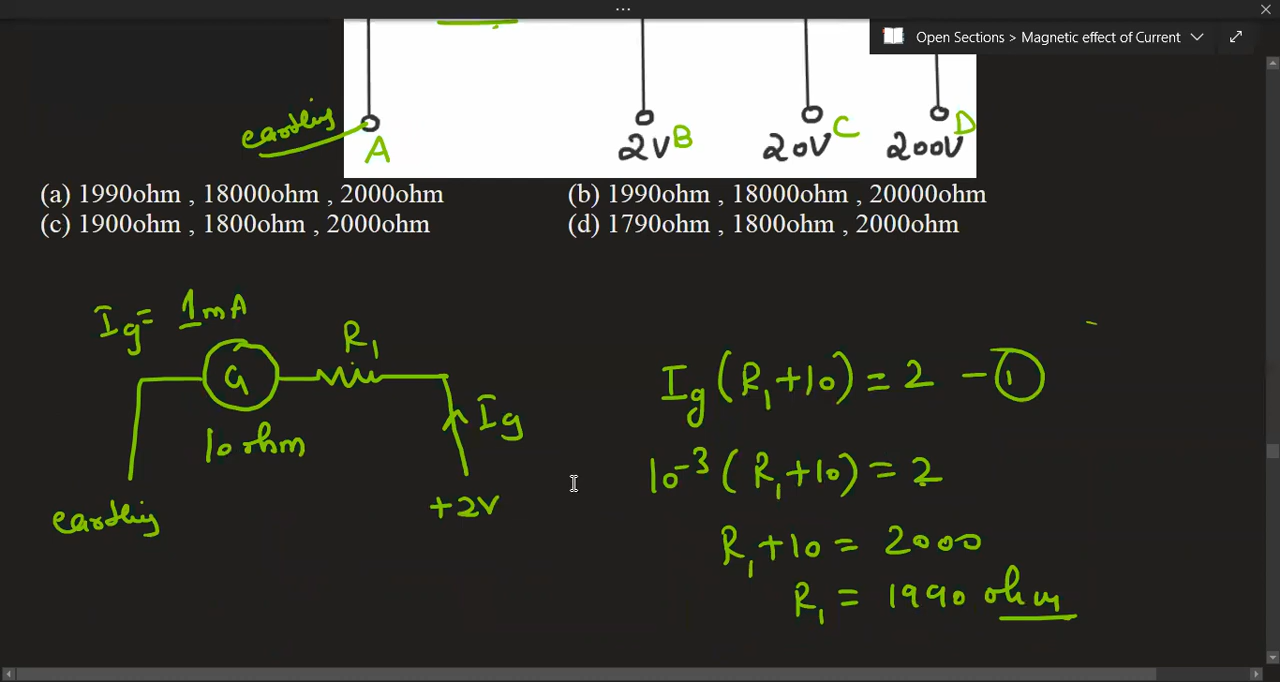 Open Sections > Magnetic effect of Current
earthing
A
2V B
20V C
200V D
(a) 1990ohm , 18000ohm , 2000ohm
(b) 1990ohm , 18000ohm , 20000ohm
(c) 1900ohm , 1800ohm , 2000ohm
(d) 1790ohm , 1800ohm , 2000ohm
Ig = 1mA
R1
G
10 ohm
Ig
earthing
+2V
Ig (R1+10) = 2 - ①
10⁻³ (R1+10) = 2
R1+10 = 2000
R1 = 1990 ohm